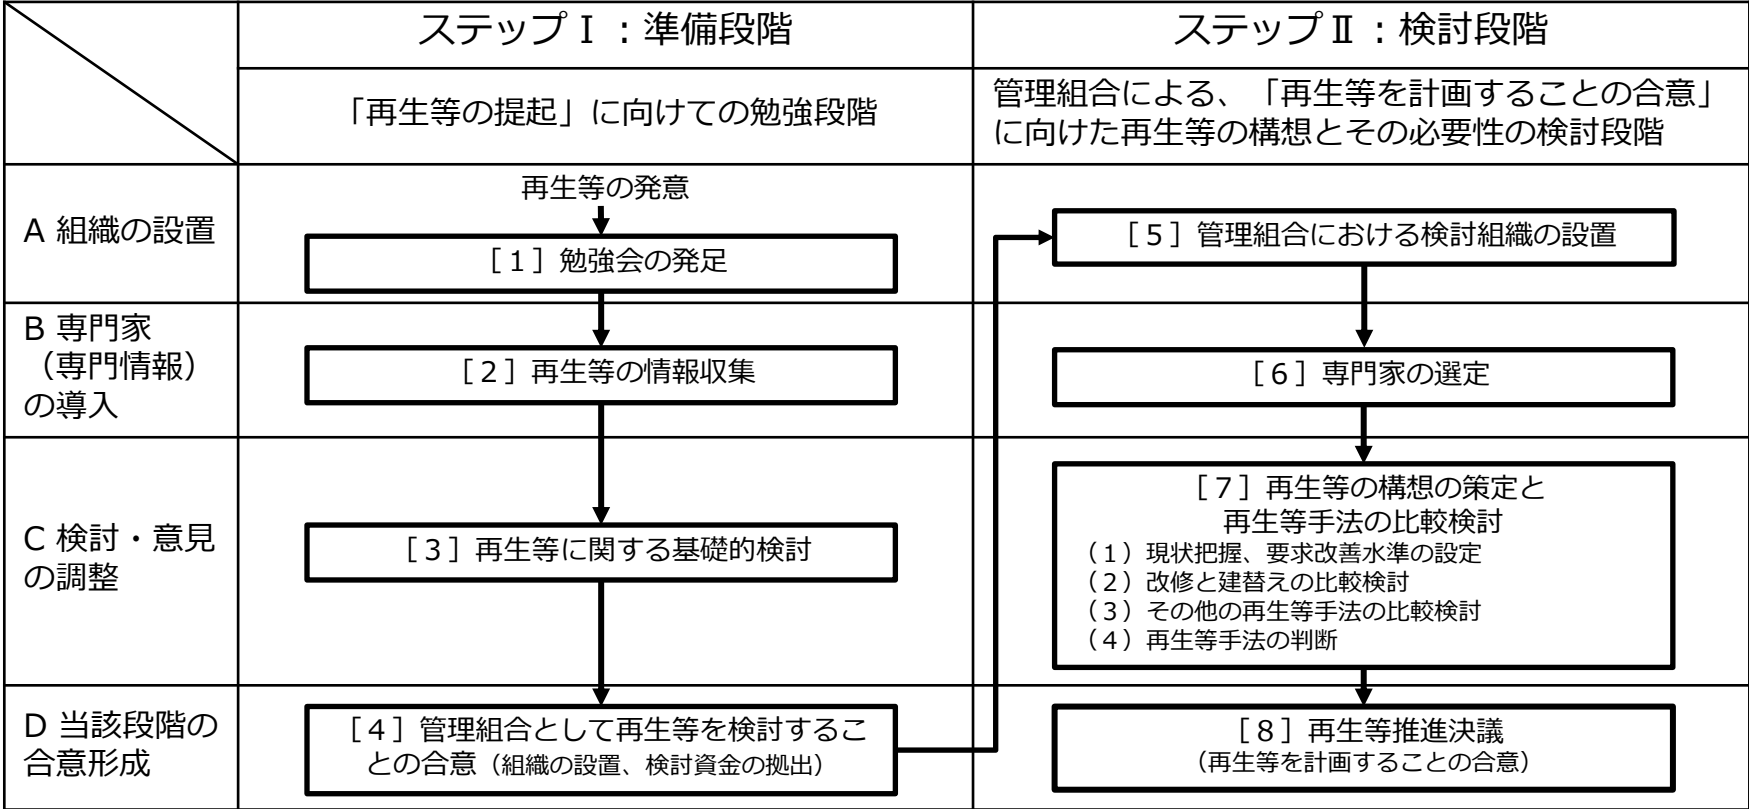 ステップⅠ：準備段階
ステップⅡ：検討段階
「再生等の提起」に向けての勉強段階
管理組合による、「再生等を計画することの合意」
に向けた再生等の構想とその必要性の検討段階
A 組織の設置
再生等の発意
［１］勉強会の発足
［５］管理組合における検討組織の設置
B 専門家
（専門情報）
の導入
［２］再生等の情報収集
［６］専門家の選定
C 検討・意見
の調整
［３］再生等に関する基礎的検討
［７］再生等の構想の策定と
再生等手法の比較検討
（１）現状把握、要求改善水準の設定
（２）改修と建替えの比較検討
（３）その他の再生等手法の比較検討
（４）再生等手法の判断
D 当該段階の
合意形成
［４］管理組合として再生等を検討するこ
との合意（組織の設置、検討資金の拠出）
［８］再生等推進決議
（再生等を計画することの合意）